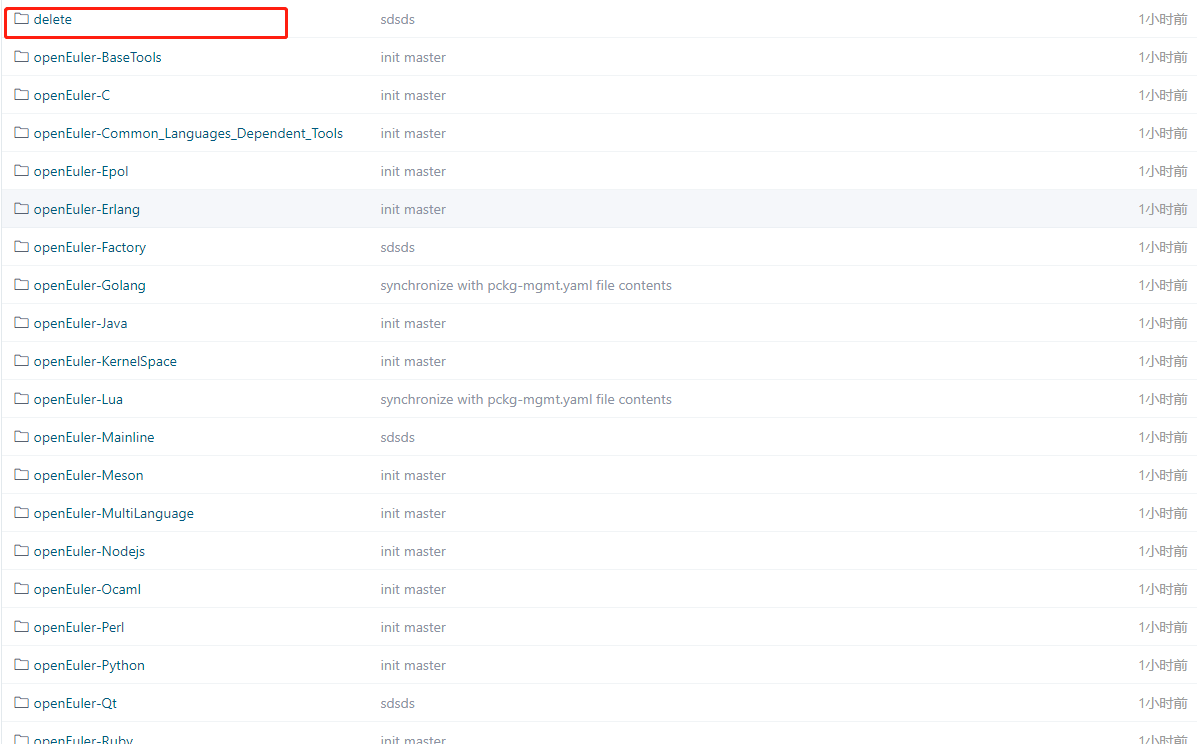 delete sdsds 1小时前
openEuler-BaseTools init master 1小时前
openEuler-C init master 1小时前
openEuler-Common_Languages_Dependent_Tools init master 1小时前
openEuler-Epol init master 1小时前
openEuler-Erlang init master 1小时前
openEuler-Factory sdsds 1小时前
openEuler-Golang synchronize with pckg-mgmt.yaml file contents 1小时前
openEuler-Java init master 1小时前
openEuler-KernelSpace init master 1小时前
openEuler-Lua synchronize with pckg-mgmt.yaml file contents 1小时前
openEuler-Mainline sdsds 1小时前
openEuler-Meson init master 1小时前
openEuler-MultiLanguage init master 1小时前
openEuler-Nodejs init master 1小时前
openEuler-Ocaml init master 1小时前
openEuler-Perl init master 1小时前
openEuler-Python init master 1小时前
openEuler-Qt sdsds 1小时前
openEuler-Ruby init master 1小时前